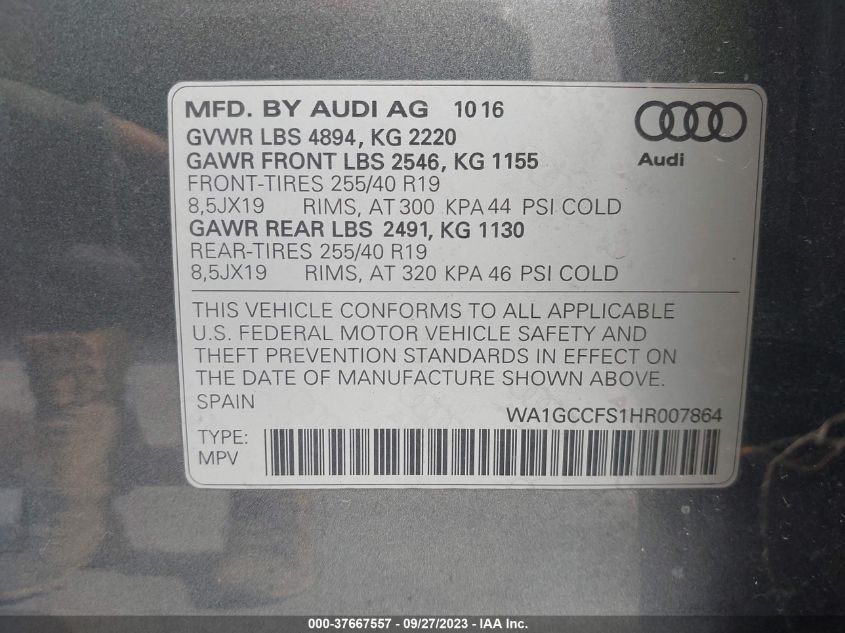 MFD. BY AUDI AG 10 16
GVWR LBS 4894, KG 2220
GAWR FRONT LBS 2546, KG 1155
Audi
FRONT-TIRES 255/40 R19
8,5JX19 RIMS, AT 300 KPA 44 PSI COLD
GAWR REAR LBS 2491, KG 1130
REAR-TIRES 255/40 R19
8,5JX19 RIMS, AT 320 KPA 46 PSI COLD
THIS VEHICLE CONFORMS TO ALL APPLICABLE
U.S. FEDERAL MOTOR VEHICLE SAFETY AND
THEFT PREVENTION STANDARDS IN EFFECT ON
THE DATE OF MANUFACTURE SHOWN ABOVE.
SPAIN
WA1GCCFS1HR007864
TYPE:
MPV
000-37667557 - 09/27/2023 - IAA Inc.